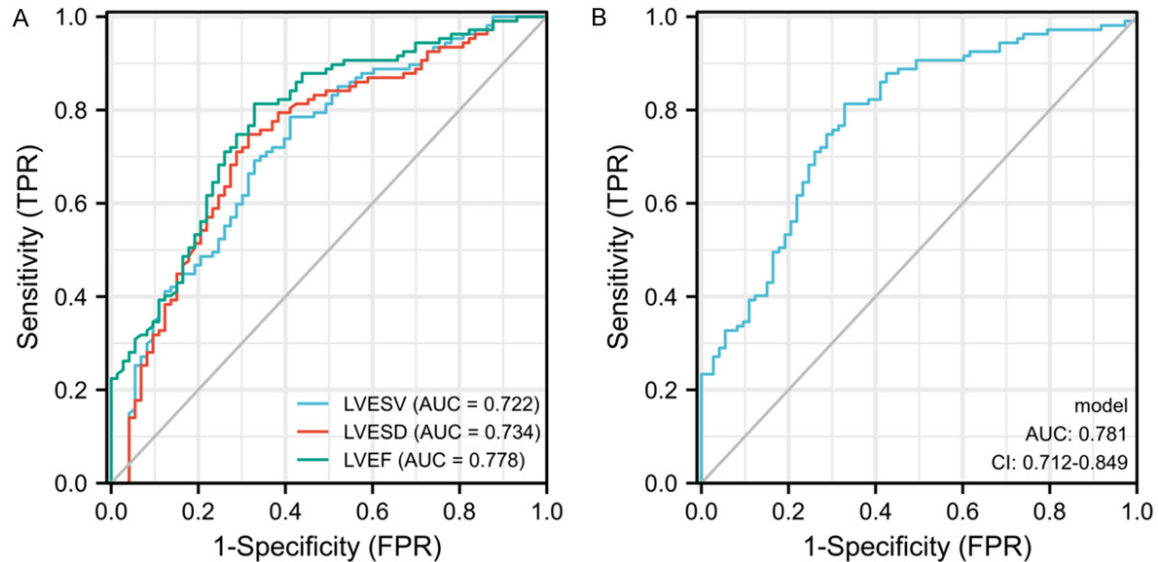 A
1.0
0.8
0.6
0.4
0.2
0.0
Sensitivity (TPR)
LVESV (AUC = 0.722)
LVESD (AUC = 0.734)
LVEF (AUC = 0.778)
0.0 0.2 0.4 0.6 0.8 1.0
1-Specificity (FPR)
B
1.0
0.8
0.6
0.4
0.2
0.0
Sensitivity (TPR)
model
AUC: 0.781
CI: 0.712-0.849
0.0 0.2 0.4 0.6 0.8 1.0
1-Specificity (FPR)